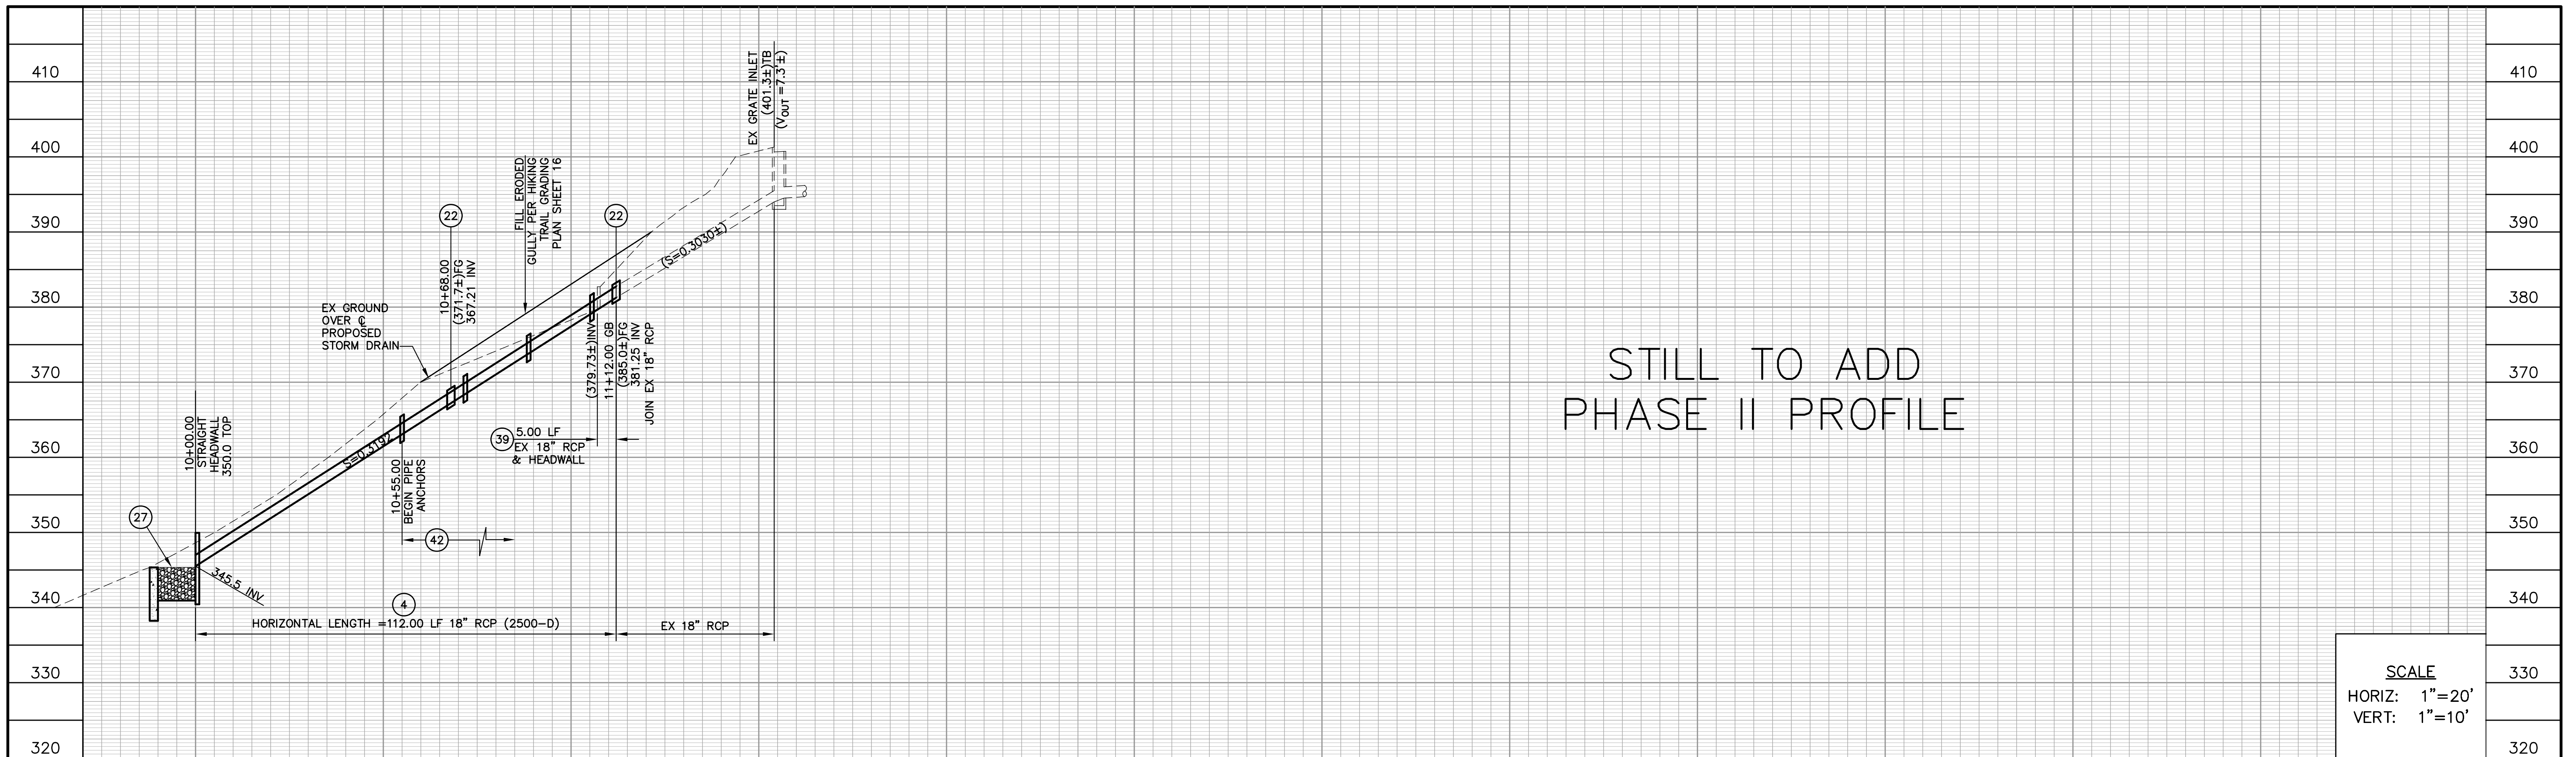 410
400
390
380
370
360
350
340
330
320
EX GRATE INLET
(401.3±)TB
(VOUT =7.3'±)
FILL ERODED
GULLY PER HIKING
TRAIL GRADING
PLAN SHEET 16
22
22
(S=0.3030±)
10+68.00
(371.7±)FG
367.21 INV
EX GROUND
OVER ℄
PROPOSED
STORM DRAIN
(379.73±)INV
11+12.00 GB
(385.0±)FG
381.25 INV
JOIN EX 18" RCP
10+00.00
STRAIGHT
HEADWALL
350.0 TOP
S=0.3192
39
5.00 LF
EX 18" RCP
& HEADWALL
10+55.00
BEGIN PIPE
ANCHORS
27
42
345.5 INV
4
HORIZONTAL LENGTH =112.00 LF 18" RCP (2500-D)
EX 18" RCP
STILL TO ADD
PHASE II PROFILE
SCALE
HORIZ: 1"=20'
VERT: 1"=10'
410
400
390
380
370
360
350
340
330
320